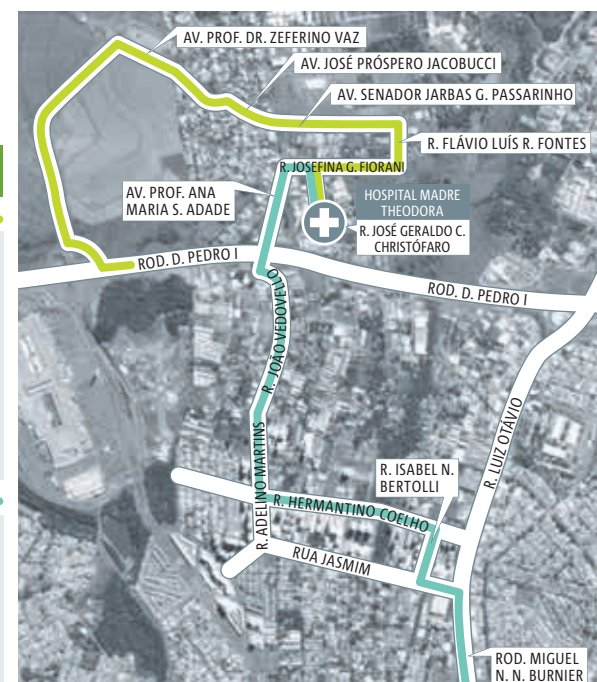 AV. PROF. DR. ZEFERINO VAZ
AV. JOSÉ PRÓSPERO JACOBUCCI
AV. SENADOR JARBAS G. PASSARINHO
R. FLÁVIO LUÍS R. FONTES
R. JOSEFINA G. FIORANI
AV. PROF. ANA
MARIA S. ADADE
HOSPITAL MADRE
THEODORA
R. JOSÉ GERALDO C.
CHRISTÓFARO
ROD. D. PEDRO I
ROD. D. PEDRO I
R. JOÃO VEDOVELLO
R. LUIZ OTÁVIO
R. ADELINO MARTINS
R. ISABEL N.
BERTOLLI
R. HERMANTINO COELHO
RUA JASMIM
ROD. MIGUEL
N. N. BURNIER